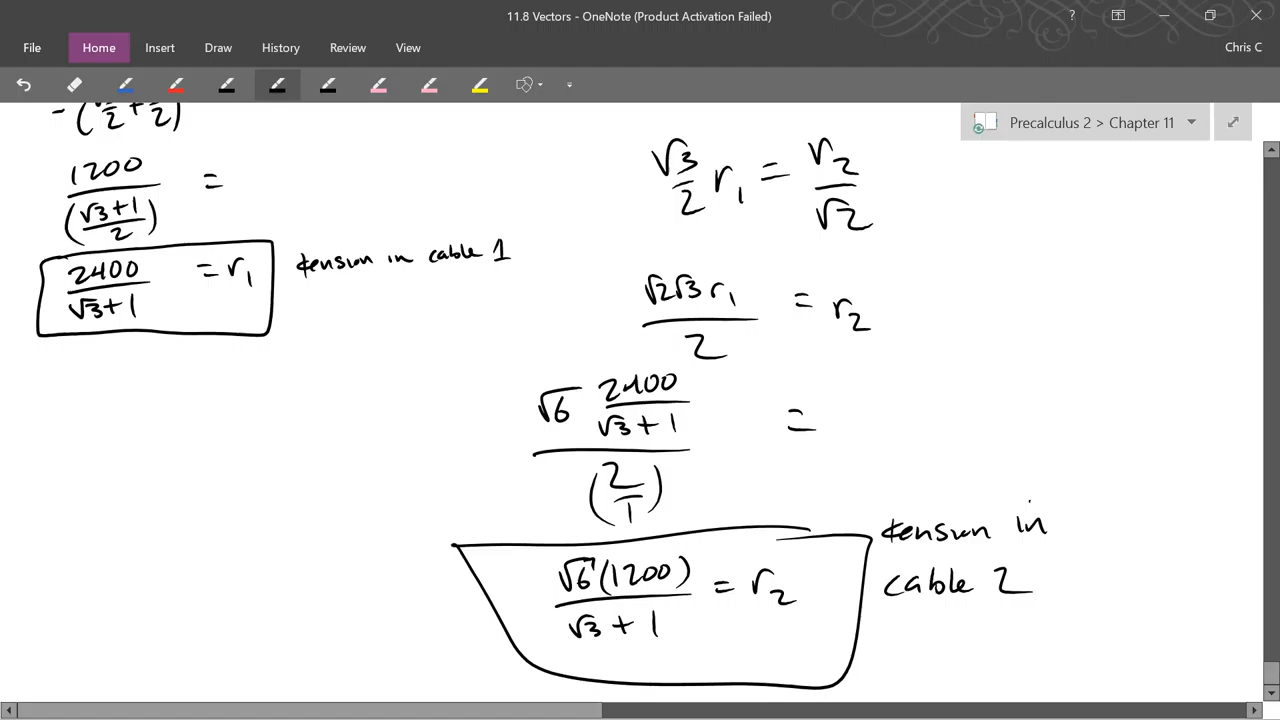 11.8 Vectors - OneNote (Product Activation Failed)
File Home Insert Draw History Review View
Chris C
Precalculus 2 > Chapter 11
1200/((√3+1)/2) =
2400/(√3+1) = r₁
tension in cable 1
√3/2 r₁ = r₂/√2
√2√3 r₁/2 = r₂
√6 2400/(√3+1)/(2/1) =
√6(1200)/(√3+1) = r₂
tension in
cable 2